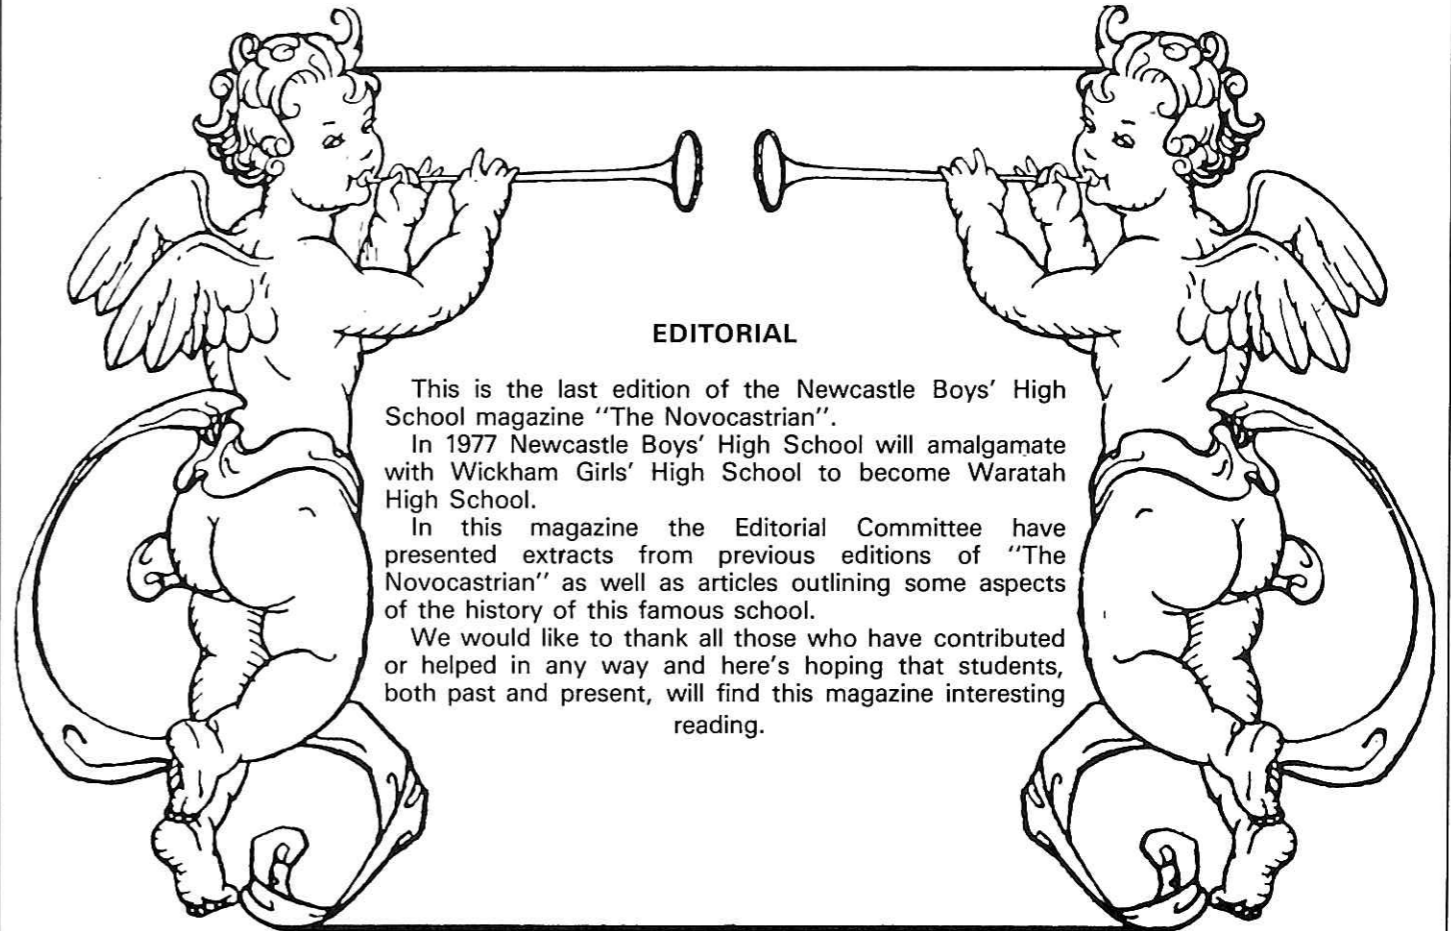 EDITORIAL
This is the last edition of the Newcastle Boys' High
School magazine "The Novocastrian".
In 1977 Newcastle Boys' High School will amalgamate
with Wickham Girls' High School to become Waratah
High School.
In this magazine the Editorial Committee have
presented extracts from previous editions of "The
Novocastrian" as well as articles outlining some aspects
of the history of this famous school.
We would like to thank all those who have contributed
or helped in any way and here's hoping that students,
both past and present, will find this magazine interesting
reading.